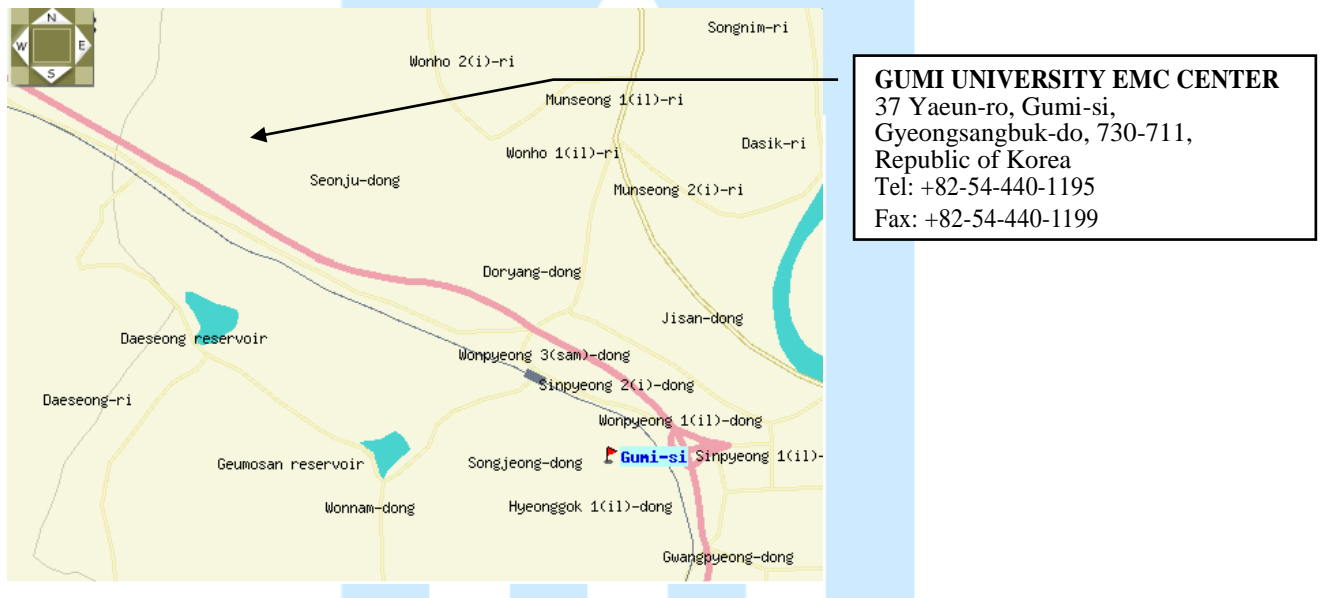 N
W
E
S
Songnim-ri
Wonho 2(i)-ri
Munseong 1(il)-ri
Dasik-ri
Wonho 1(il)-ri
Seonju-dong
Munseong 2(i)-ri
Doryang-dong
Jisan-dong
Daeseong reservoir
Wonpyeong 3(sam)-dong
Sinpyeong 2(i)-dong
Daeseong-ri
Wonpyeong 1(il)-dong
Gumi-si
Sinpyeong 1(il)-
Geumosan reservoir
Songjeong-dong
Wonnam-dong
Hyeonggok 1(il)-dong
Gwangpyeong-dong
GUMI UNIVERSITY EMC CENTER
37 Yaeun-ro, Gumi-si,
Gyeongsangbuk-do, 730-711,
Republic of Korea
Tel: +82-54-440-1195
Fax: +82-54-440-1199